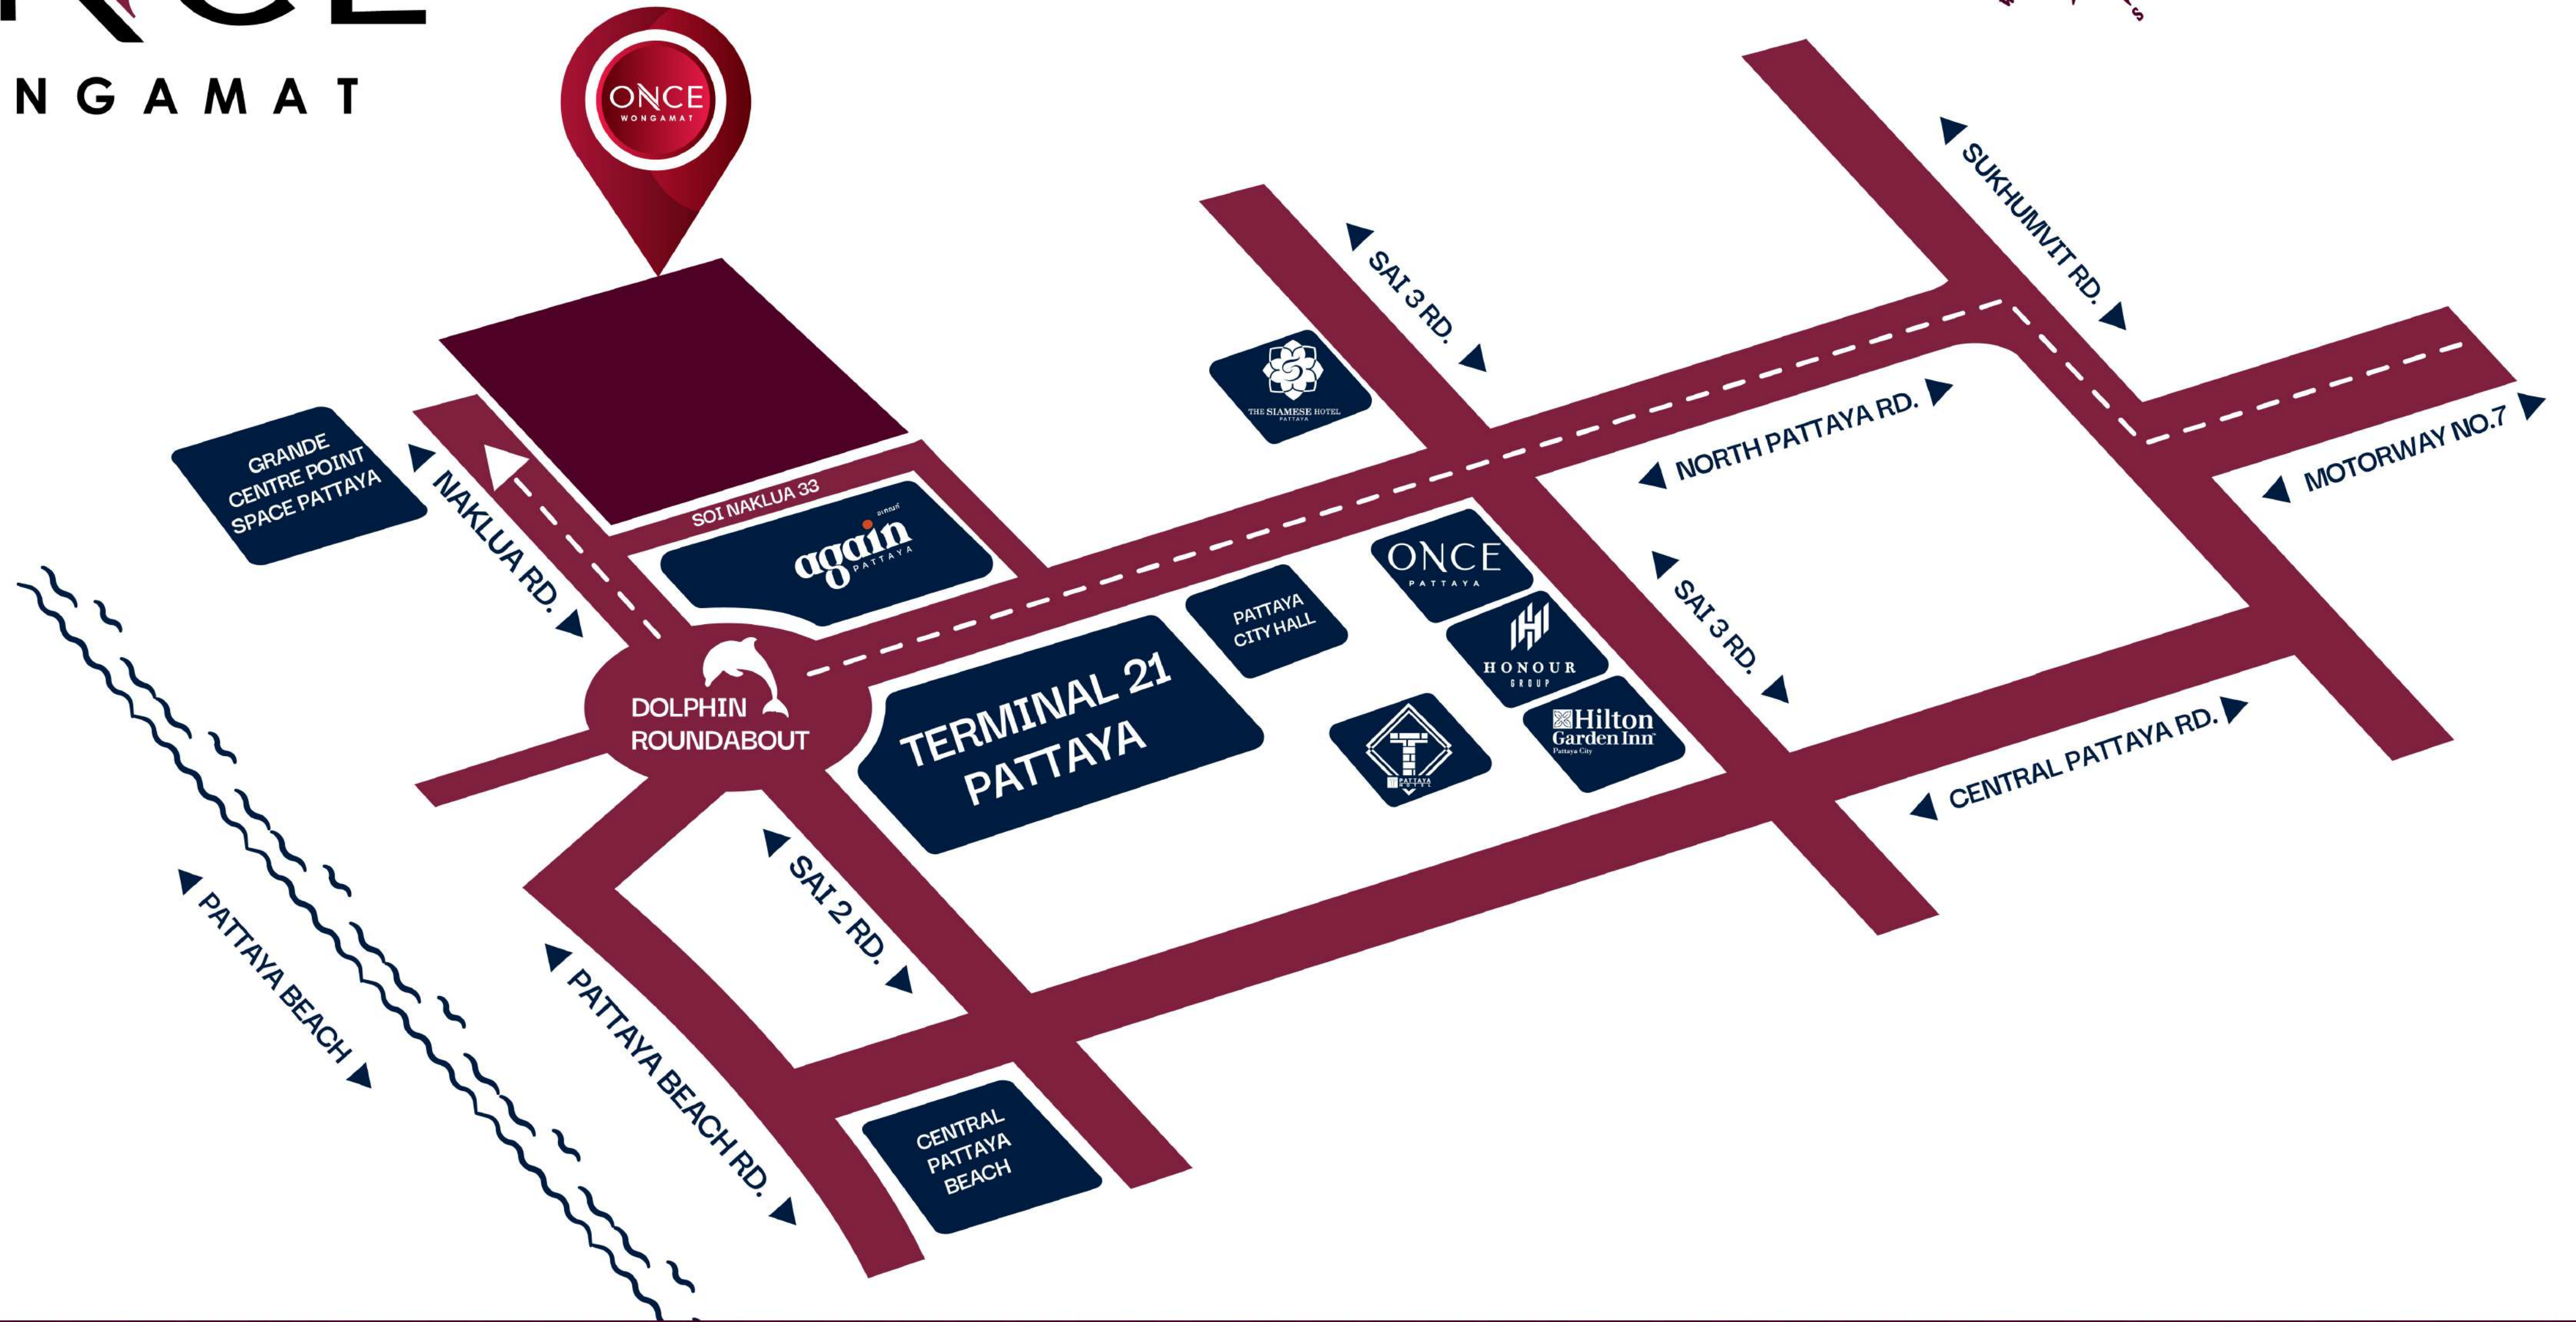 NCE
NGAMAT
ONCE
WONGAMAT
SUKHUMVIT RD.
SAI 3 RD.
THE SIAMESE HOTEL
PATTAYA
NORTH PATTAYA RD.
MOTORWAY NO.7
GRANDE
CENTRE POINT
SPACE PATTAYA
NAKLUA RD.
SOI NAKLUA 33
again
PATTAYA
ONCE
PATTAYA
PATTAYA
CITY HALL
HONOUR
GROUP
SAI 3 RD.
DOLPHIN
ROUNDABOUT
TERMINAL 21
PATTAYA
T
PATTAYA
HOTEL
Hilton
Garden Inn
Pattaya City
CENTRAL PATTAYA RD.
SAI 2 RD.
PATTAYA BEACH
PATTAYA BEACH RD.
CENTRAL
PATTAYA
BEACH